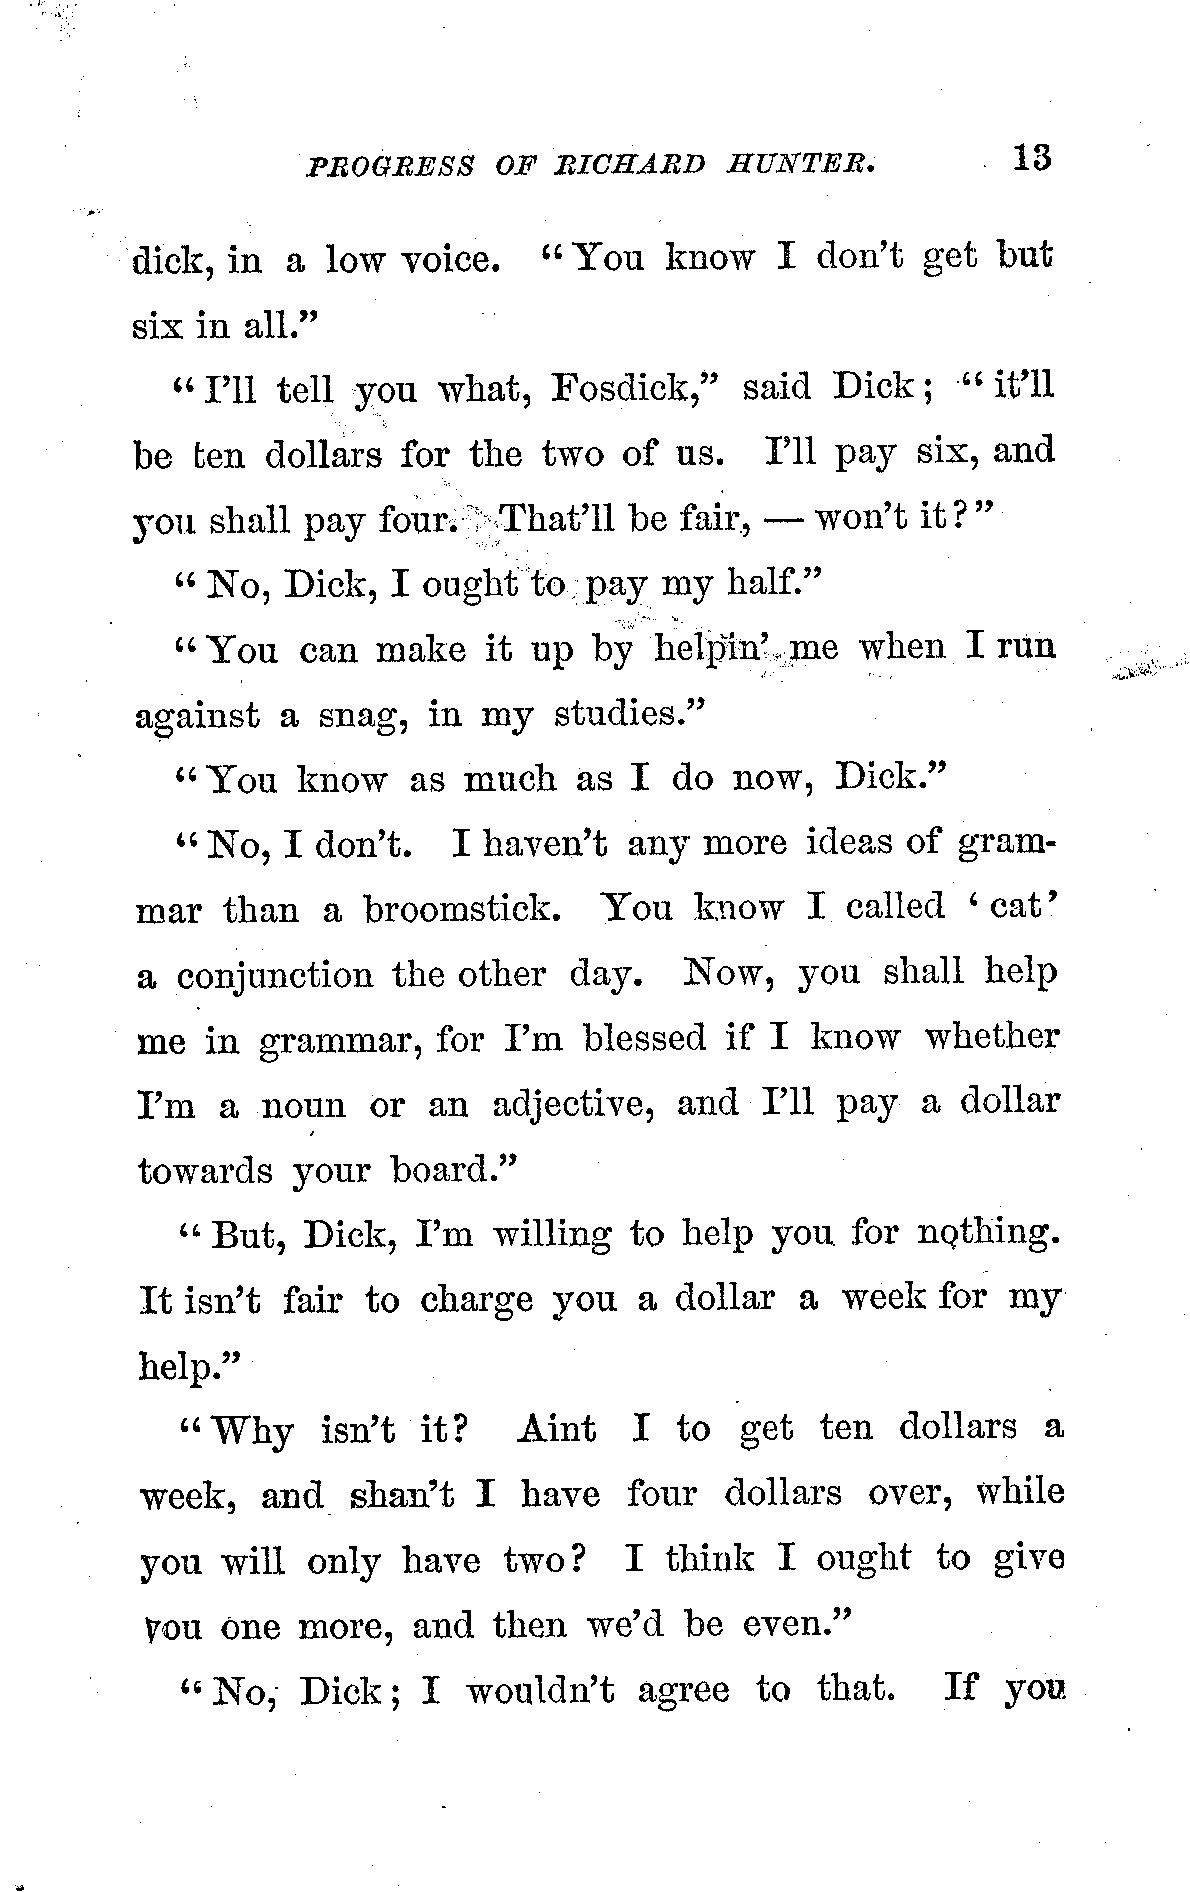 PROGRESS OF RICHARD HUNTER. 13
dick, in a low voice. “You know I don’t get but
six in all.”
“I’ll tell you what, Fosdick,” said Dick; “it’ll
be ten dollars for the two of us. I’ll pay six, and
you shall pay four. That’ll be fair, — won’t it?”
“No, Dick, I ought to pay my half.”
“You can make it up by helpin’ me when I run
against a snag, in my studies.”
“You know as much as I do now, Dick.”
“No, I don’t. I haven’t any more ideas of gram-
mar than a broomstick. You know I called ‘cat’
a conjunction the other day. Now, you shall help
me in grammar, for I’m blessed if I know whether
I’m a noun or an adjective, and I’ll pay a dollar
towards your board.”
“But, Dick, I’m willing to help you for nothing.
It isn’t fair to charge you a dollar a week for my
help.”
“Why isn’t it? Aint I to get ten dollars a
week, and shan’t I have four dollars over, while
you will only have two? I think I ought to give
you one more, and then we’d be even.”
“No, Dick; I wouldn’t agree to that. If you